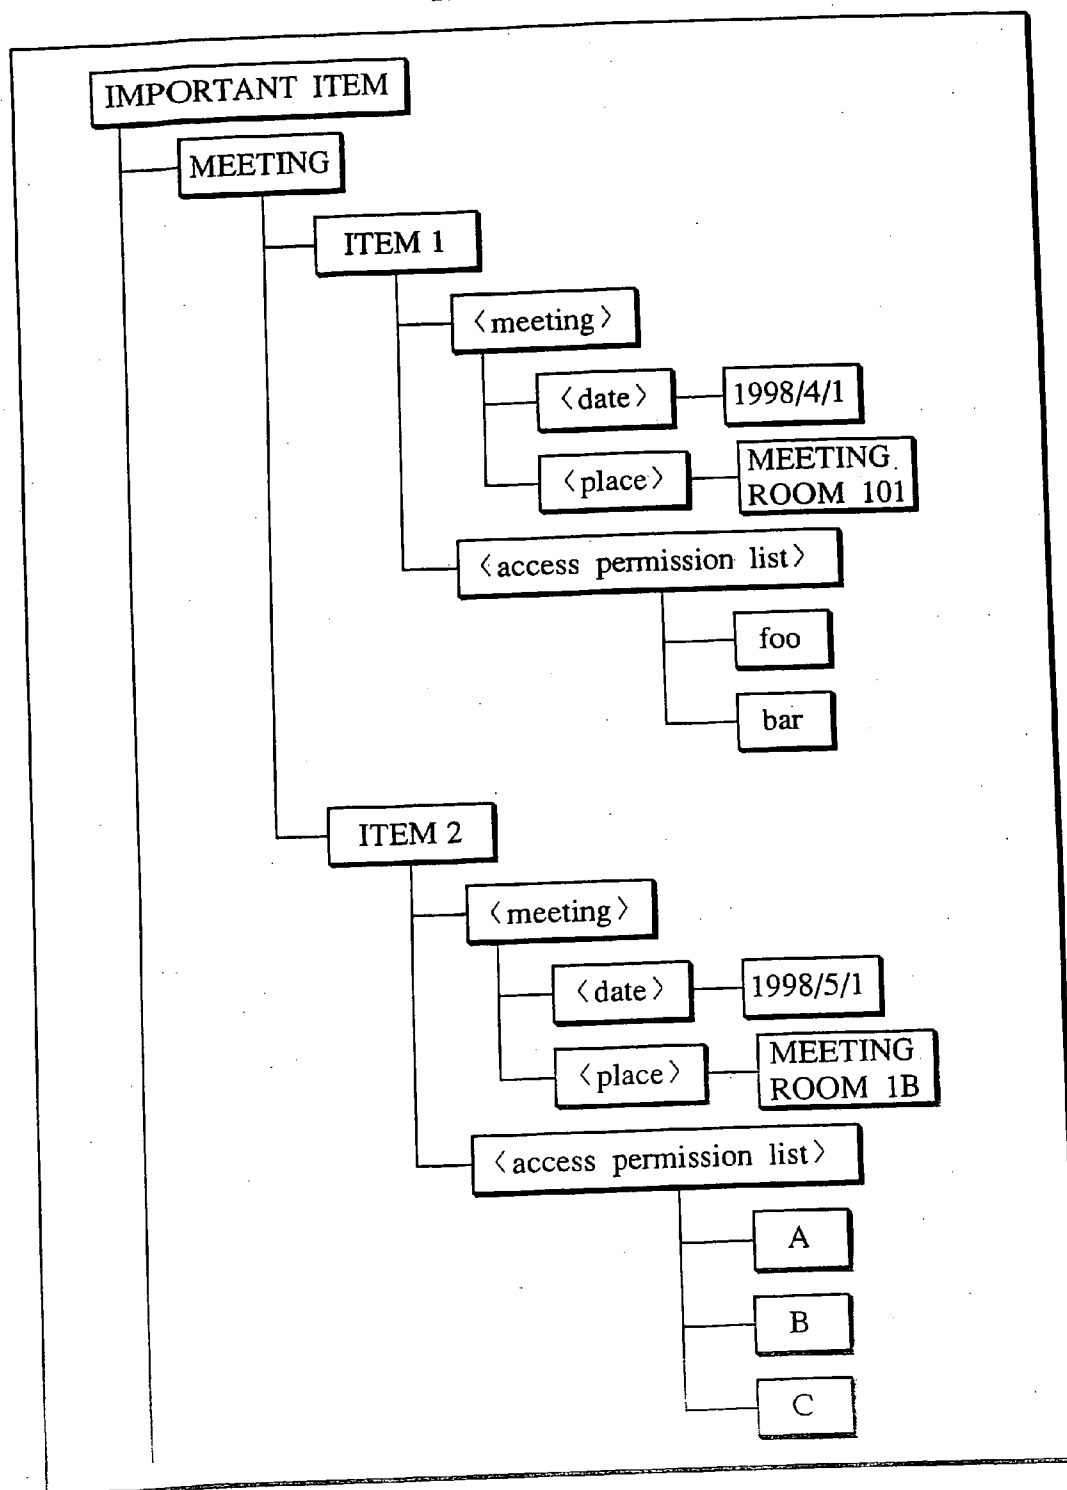 IMPORTANT ITEM
MEETING
ITEM 1
〈meeting〉
〈date〉
1998/4/1
〈place〉
MEETING
ROOM 101
〈access permission list〉
foo
bar
ITEM 2
〈meeting〉
〈date〉
1998/5/1
〈place〉
MEETING
ROOM 1B
〈access permission list〉
A
B
C